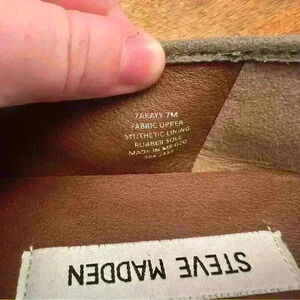 7M
FABRIC UPPER
SYNTHETIC LINING
RUBBER SOLE
MADE IN MEXICO
STEVE MADDEN